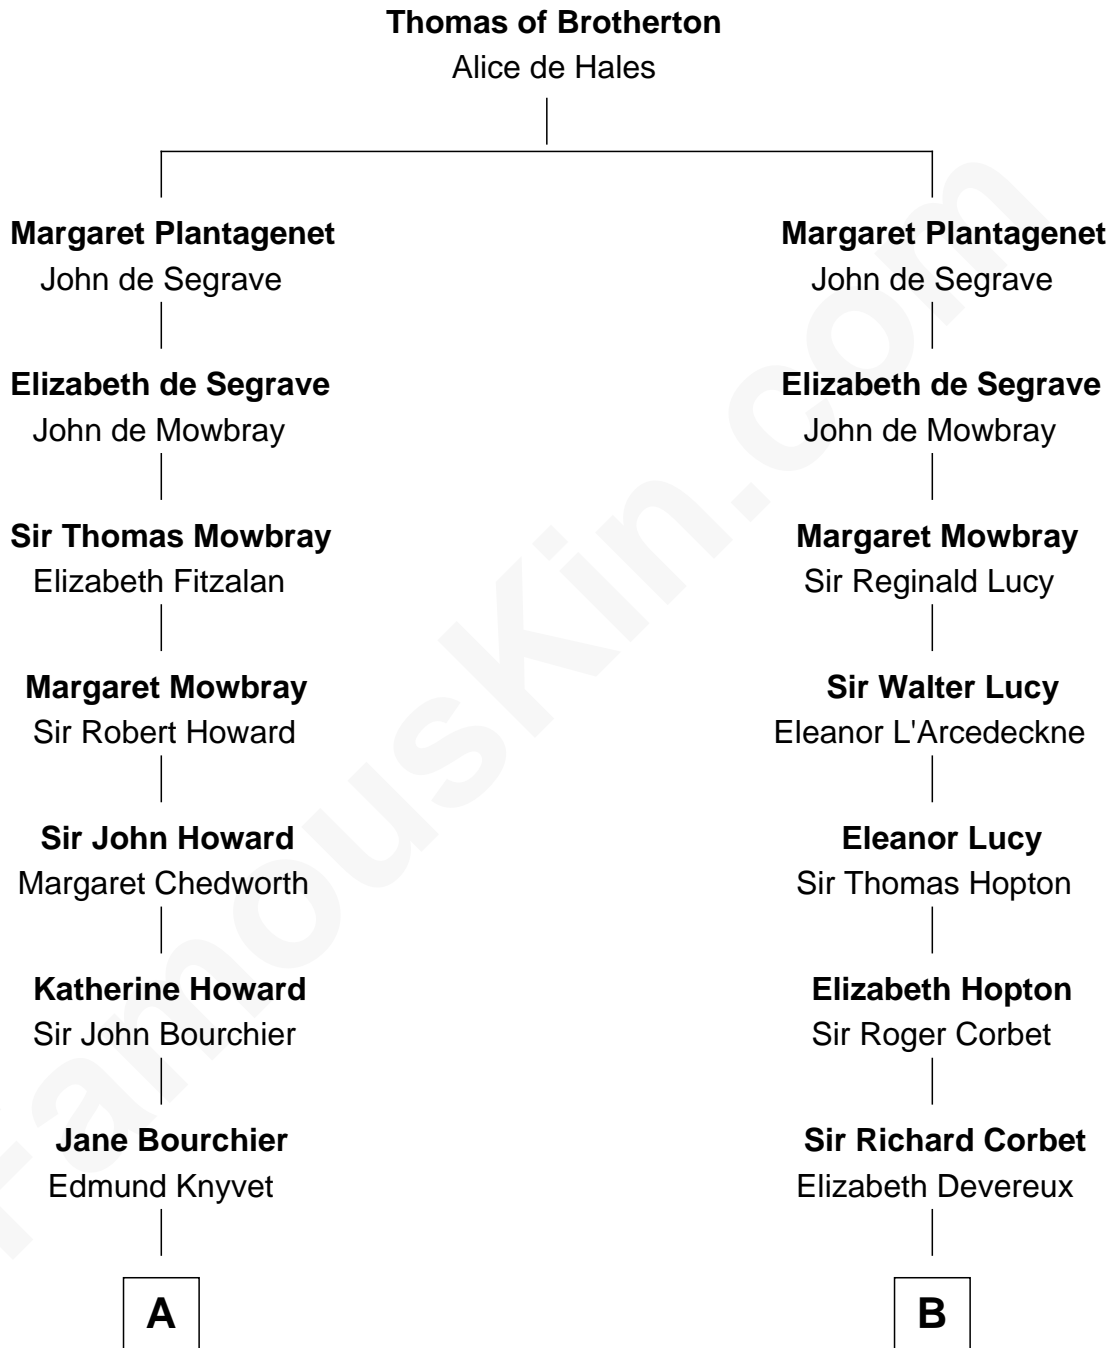 Thomas of Brotherton
Alice de Hales
Margaret Plantagenet
John de Segrave
Margaret Plantagenet
John de Segrave
Elizabeth de Segrave
John de Mowbray
Elizabeth de Segrave
John de Mowbray
Sir Thomas Mowbray
Elizabeth Fitzalan
Margaret Mowbray
Sir Reginald Lucy
Margaret Mowbray
Sir Robert Howard
Sir Walter Lucy
Eleanor L'Arcedeckne
Sir John Howard
Margaret Chedworth
Eleanor Lucy
Sir Thomas Hopton
Katherine Howard
Sir John Bourchier
Elizabeth Hopton
Sir Roger Corbet
Jane Bourchier
Edmund Knyvet
Sir Richard Corbet
Elizabeth Devereux
A
B
FamousKin.com